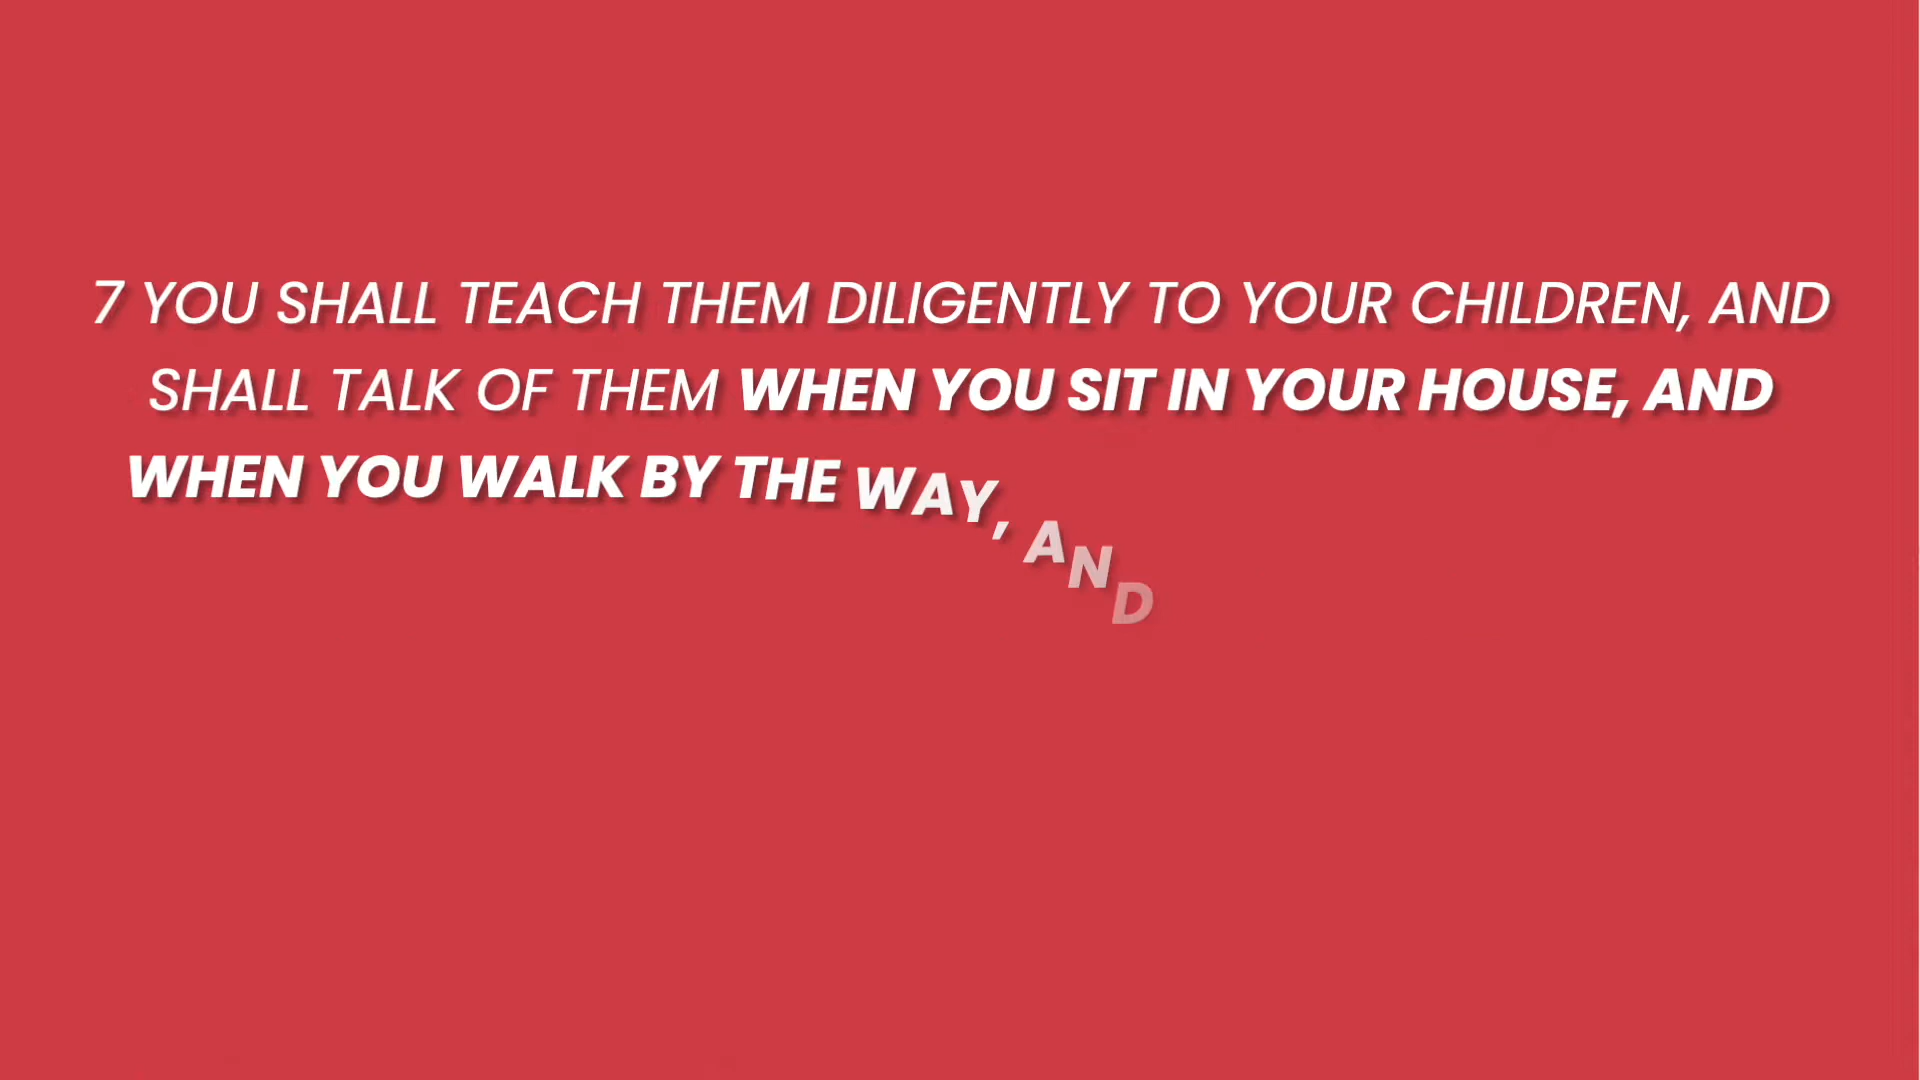 7 YOU SHALL TEACH THEM DILIGENTLY TO YOUR CHILDREN, AND
SHALL TALK OF THEM WHEN YOU SIT IN YOUR HOUSE, AND
WHEN YOU WALK BY THE WAY, AND